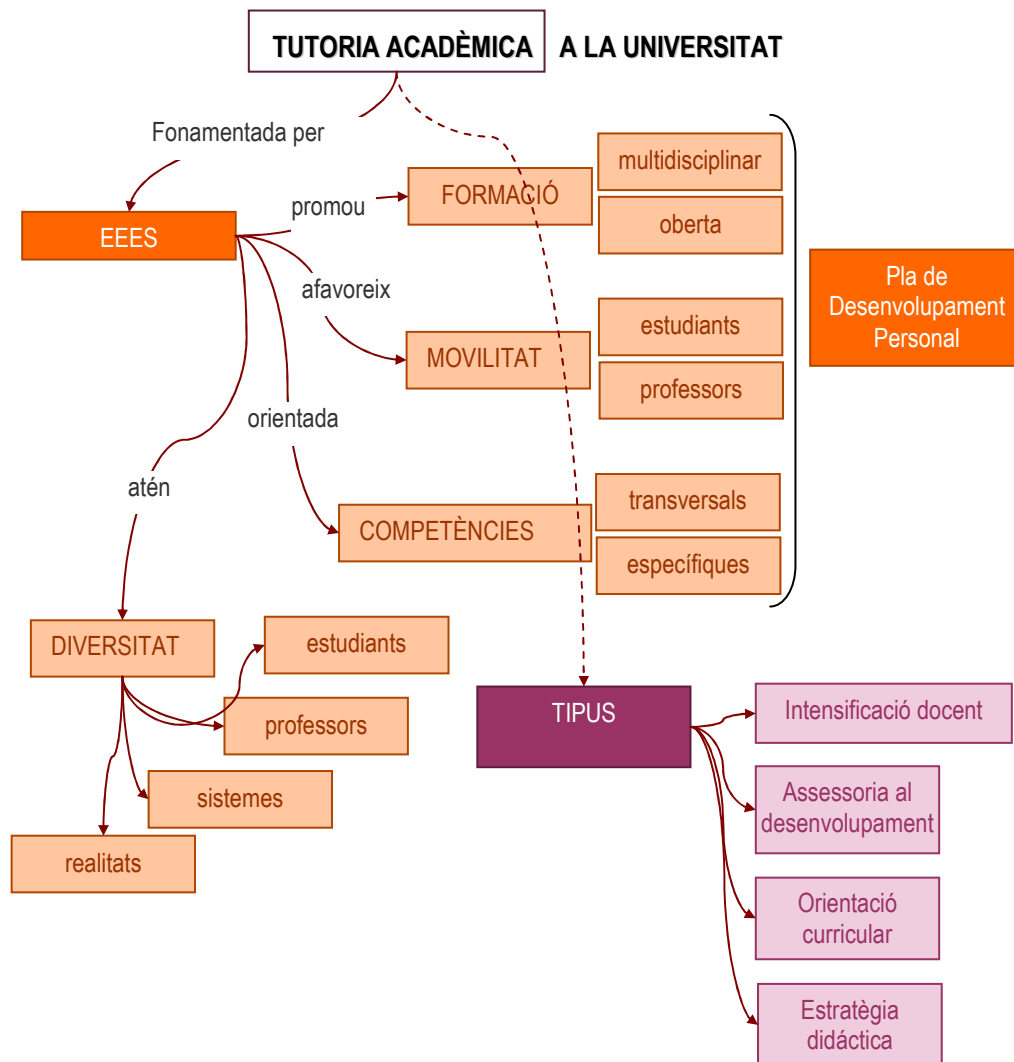 TUTORIA ACADÈMICA A LA UNIVERSITAT
Fonamentada per
EEES
promou
FORMACIÓ
multidisciplinar
oberta
afavoreix
MOVILITAT
estudiants
professors
Pla de
Desenvolupament
Personal
orientada
COMPETÈNCIES
transversals
específiques
atén
DIVERSITAT
estudiants
professors
sistemes
realitats
TIPUS
Intensificació docent
Assessoria al
desenvolupament
Orientació
curricular
Estratègia
didáctica